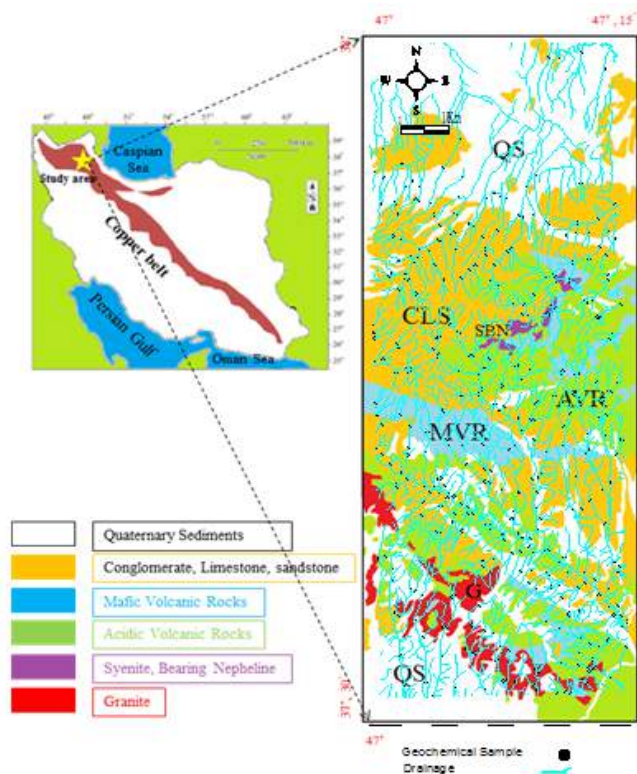 47°
47°, 15'
N
S
1Km
QS
Caspian
Sea
Study area
Copper belt
Persian Gulf
Oman Sea
CLS
SBN
AVR
MVR
G
QS
Quaternary Sediments
Conglomerate, Limestone, sandstone
Mafic Volcanic Rocks
Acidic Volcanic Rocks
Syenite, Bearing Nepheline
Granite
47°
Geochemical Sample
Drainage